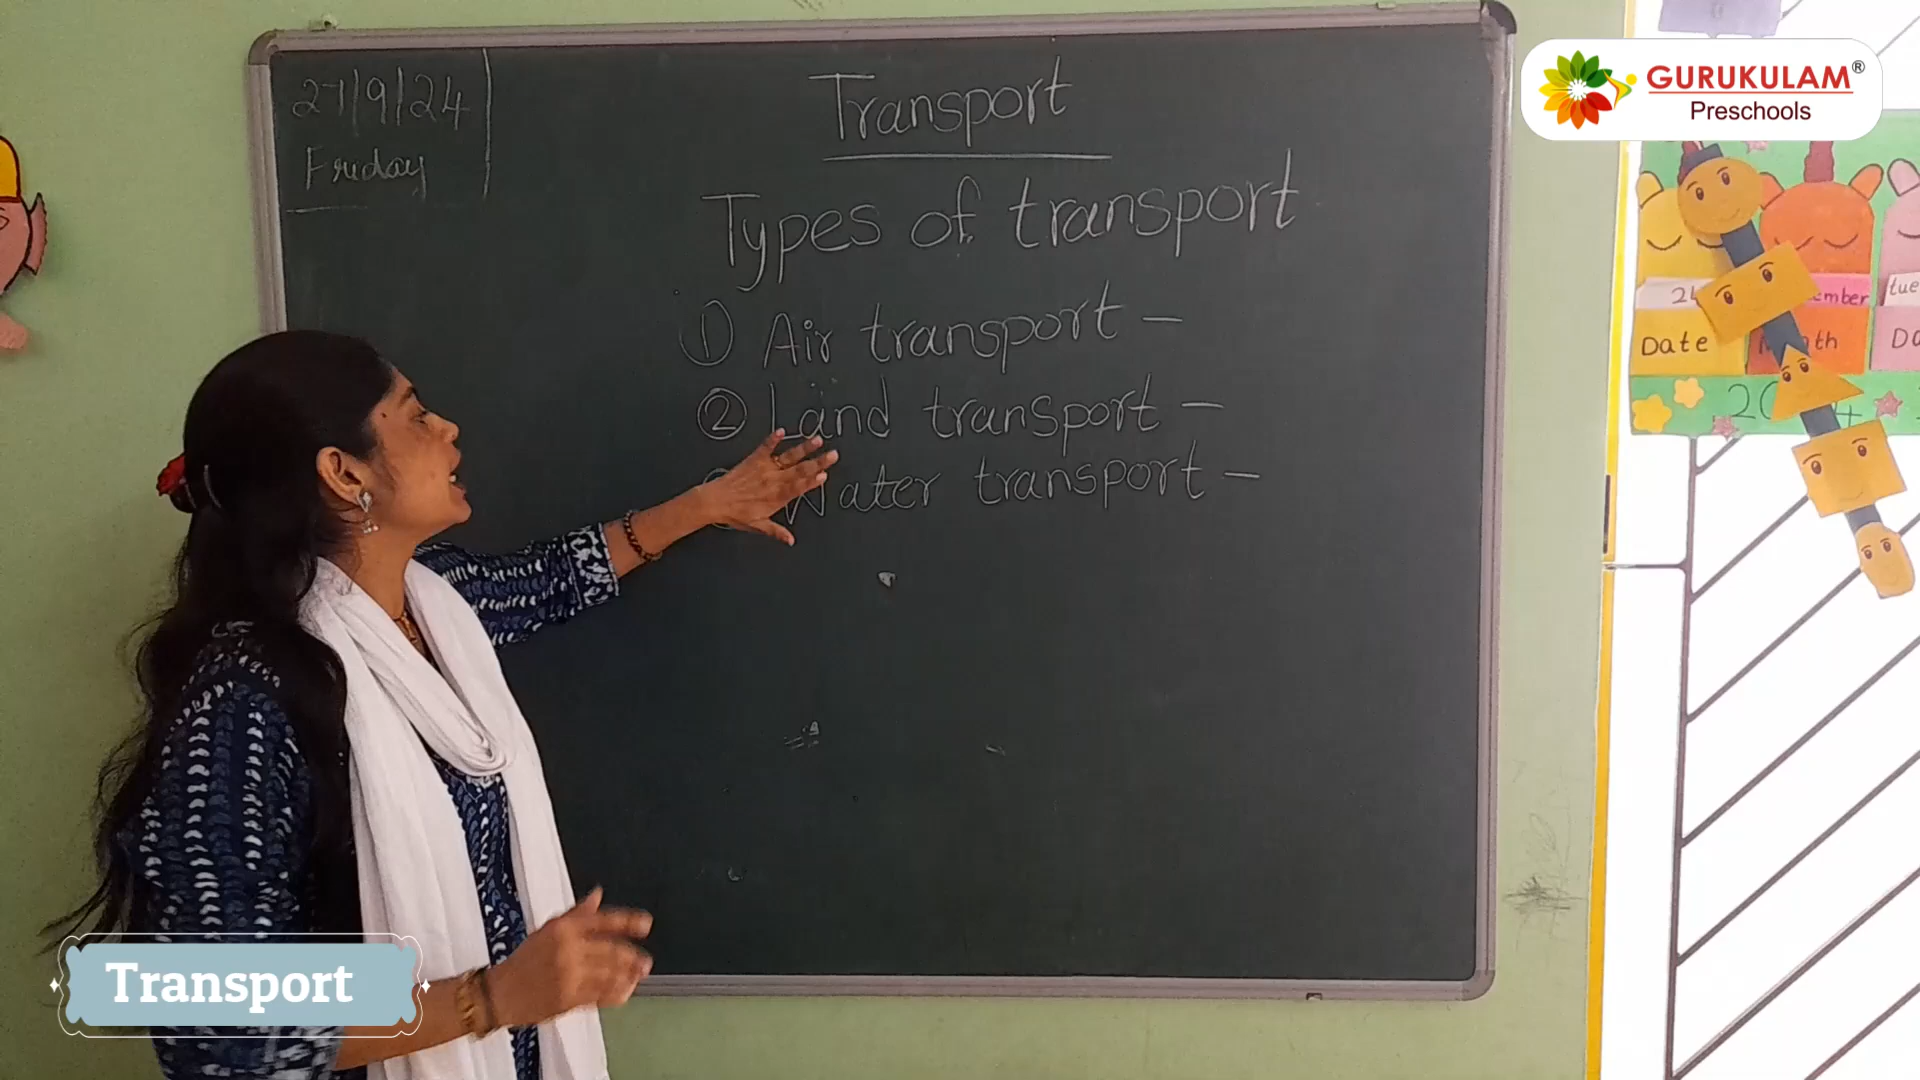 27/9/24
Friday
Transport
Types of transport
① Air transport –
② Land transport –
Water transport –
GURUKULAM®
Preschools
Date
2024
Transport